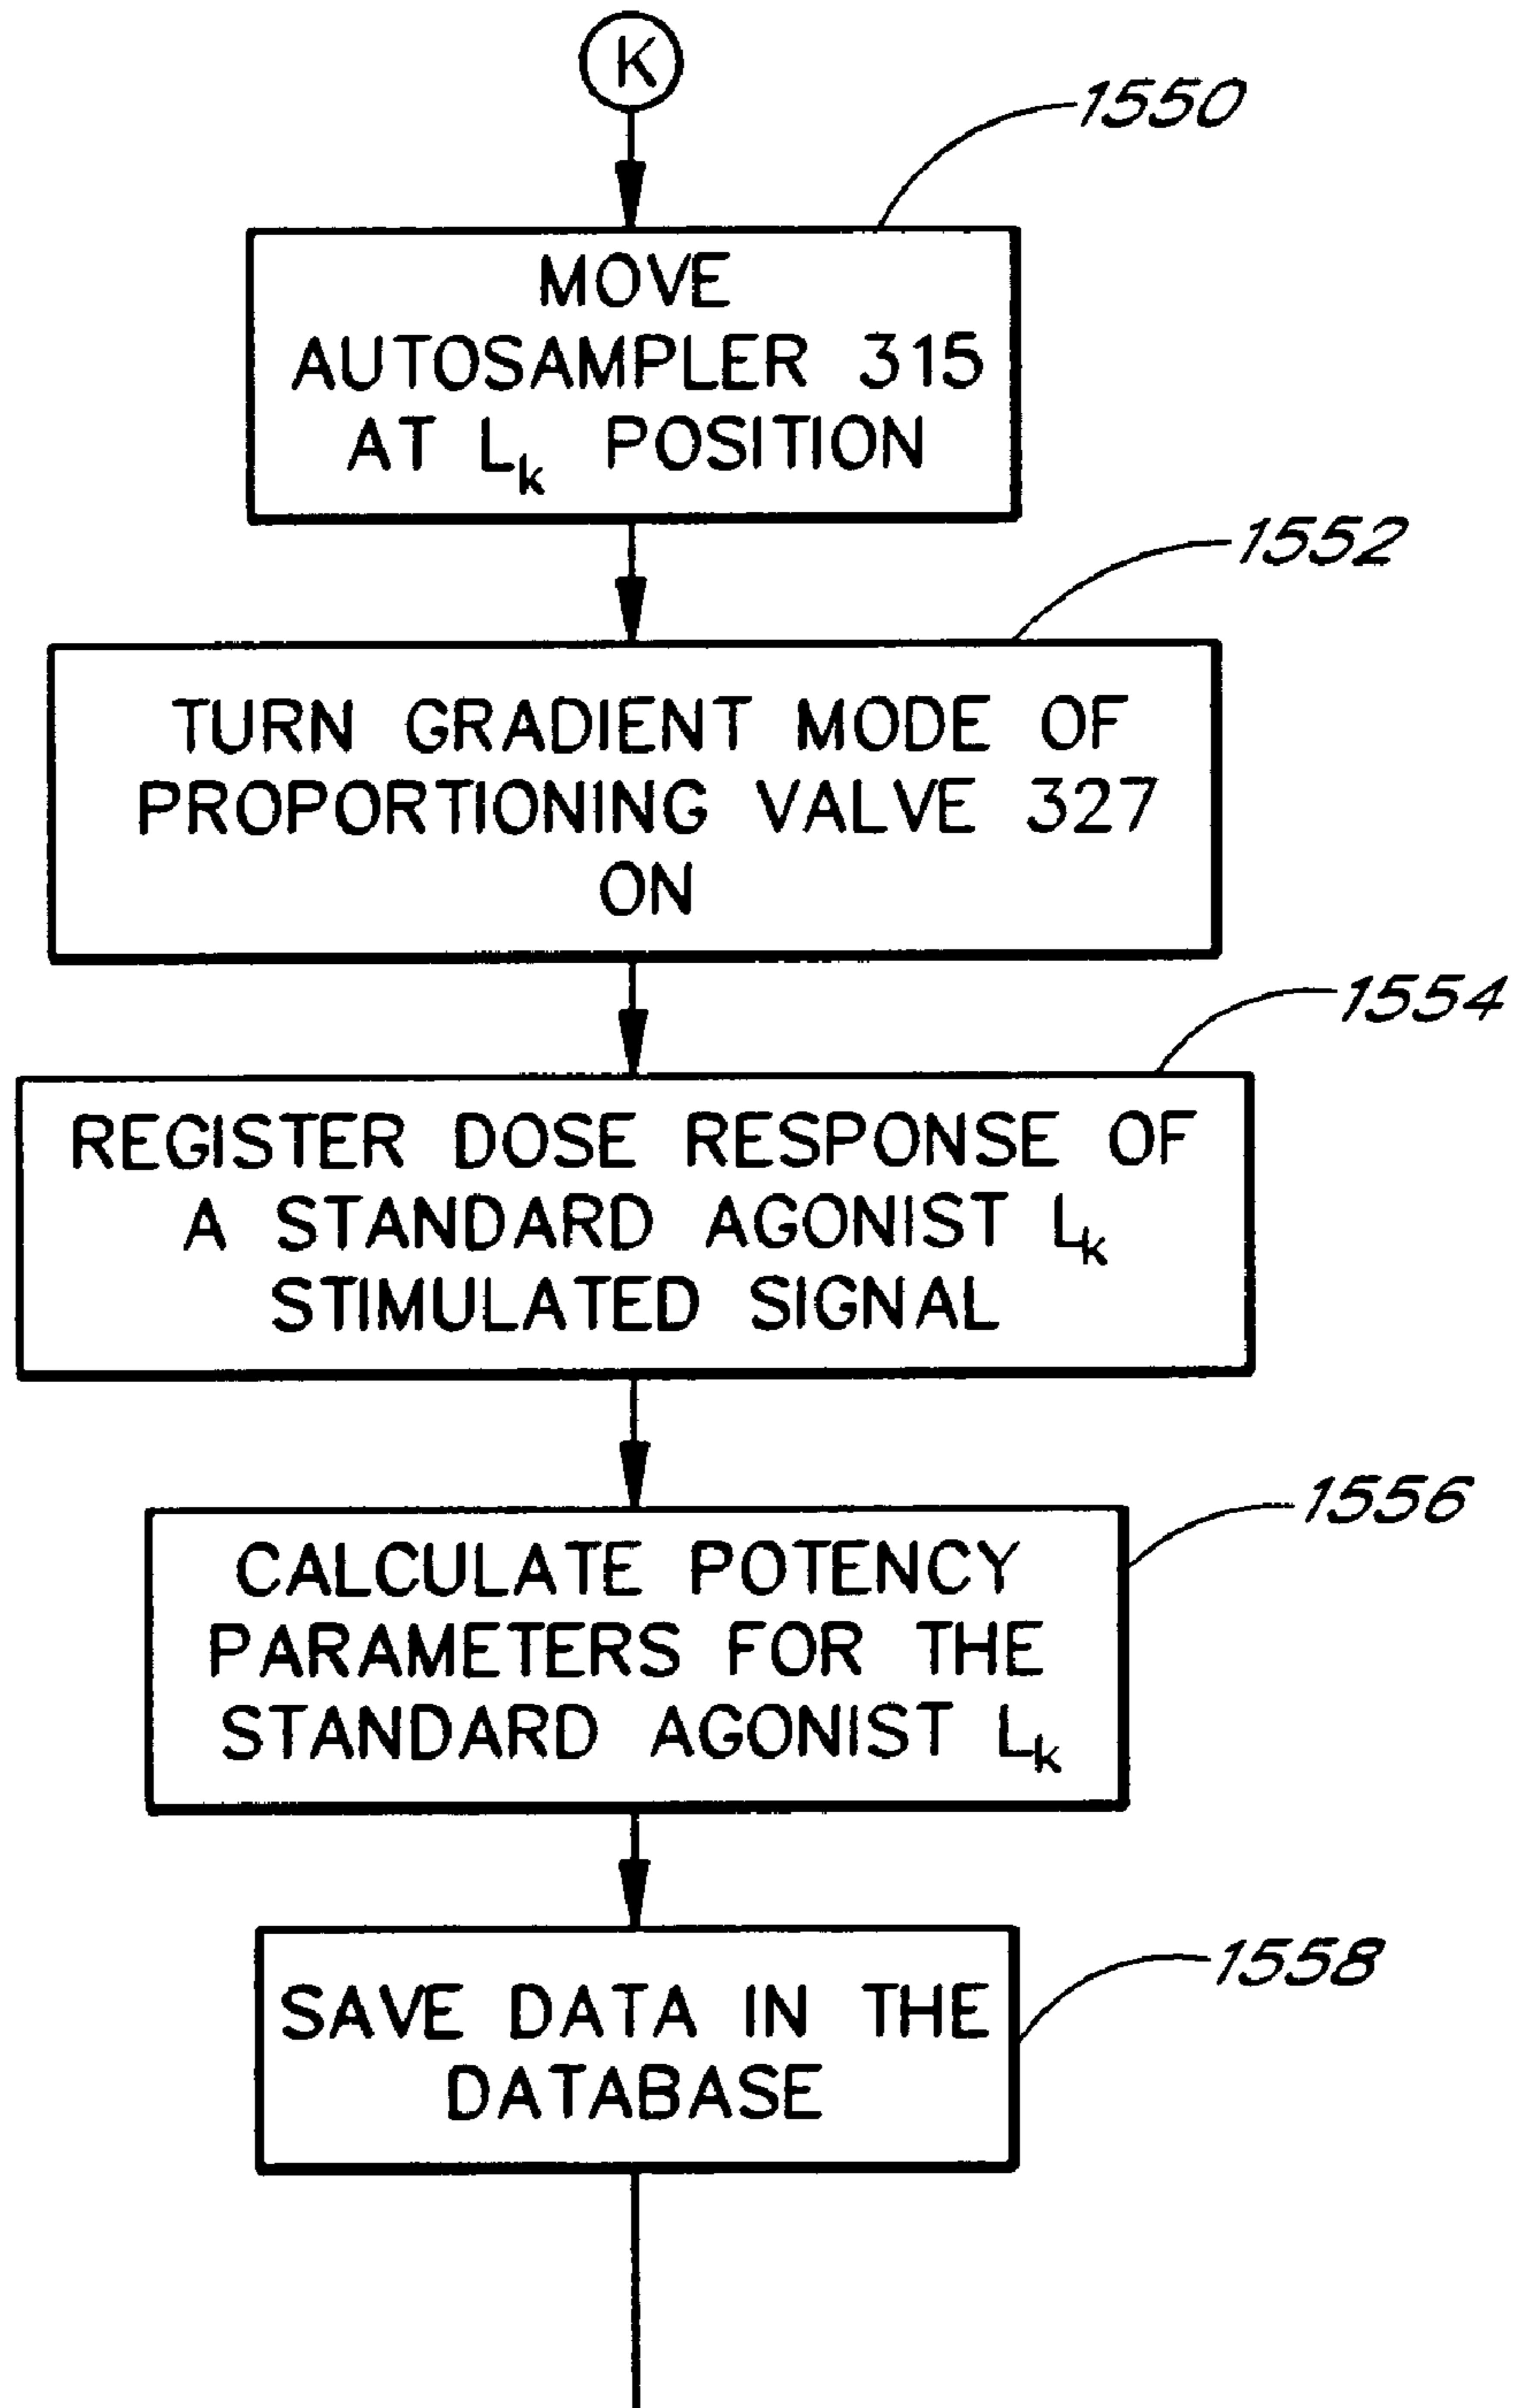 K
1550
MOVE
AUTOSAMPLER 315
AT Lk POSITION
1552
TURN GRADIENT MODE OF
PROPORTIONING VALVE 327
ON
1554
REGISTER DOSE RESPONSE OF
A STANDARD AGONIST Lk
STIMULATED SIGNAL
1556
CALCULATE POTENCY
PARAMETERS FOR THE
STANDARD AGONIST Lk
1558
SAVE DATA IN THE
DATABASE